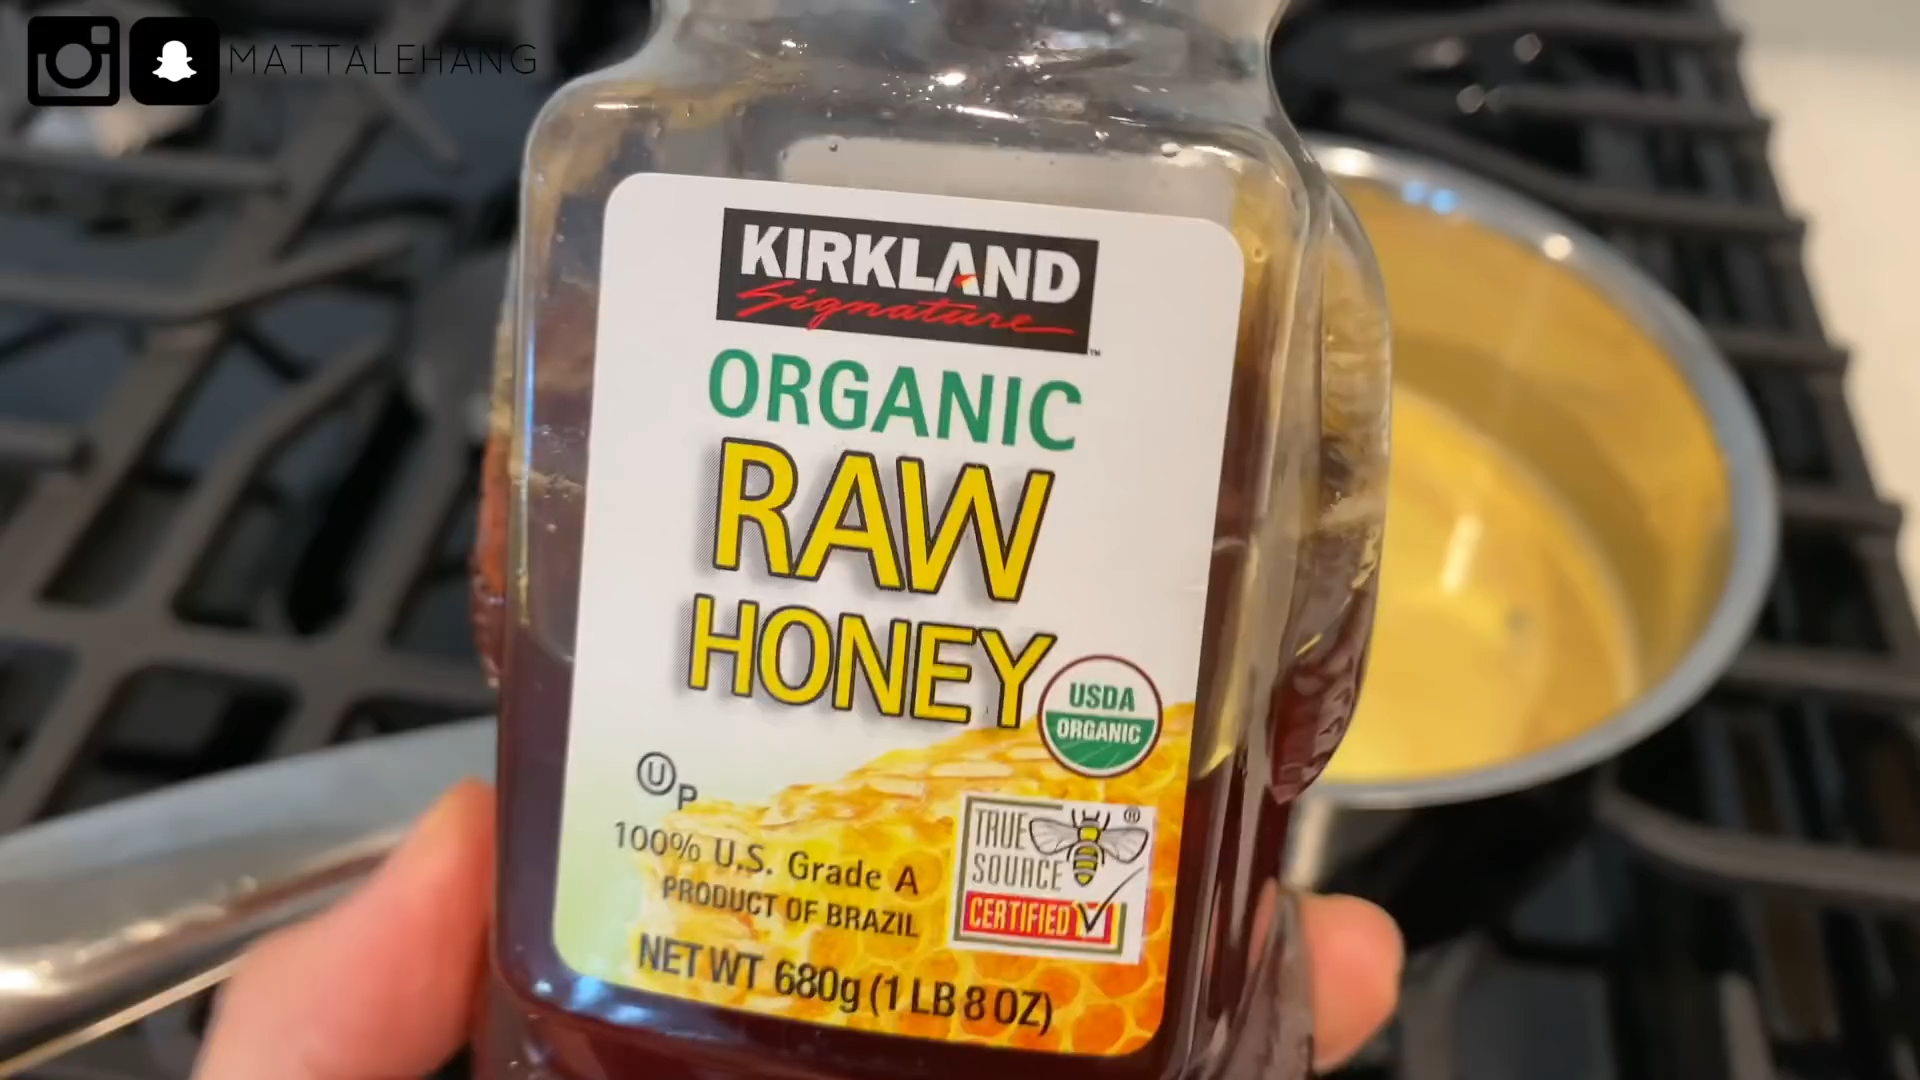 MATTALEHANG
KIRKLAND
Signature™
ORGANIC
RAW
HONEY
USDA
ORGANIC
U
P
TRUE
SOURCE
®
CERTIFIED
100% U.S. Grade A
PRODUCT OF BRAZIL
NET WT 680g (1 LB 8 OZ)